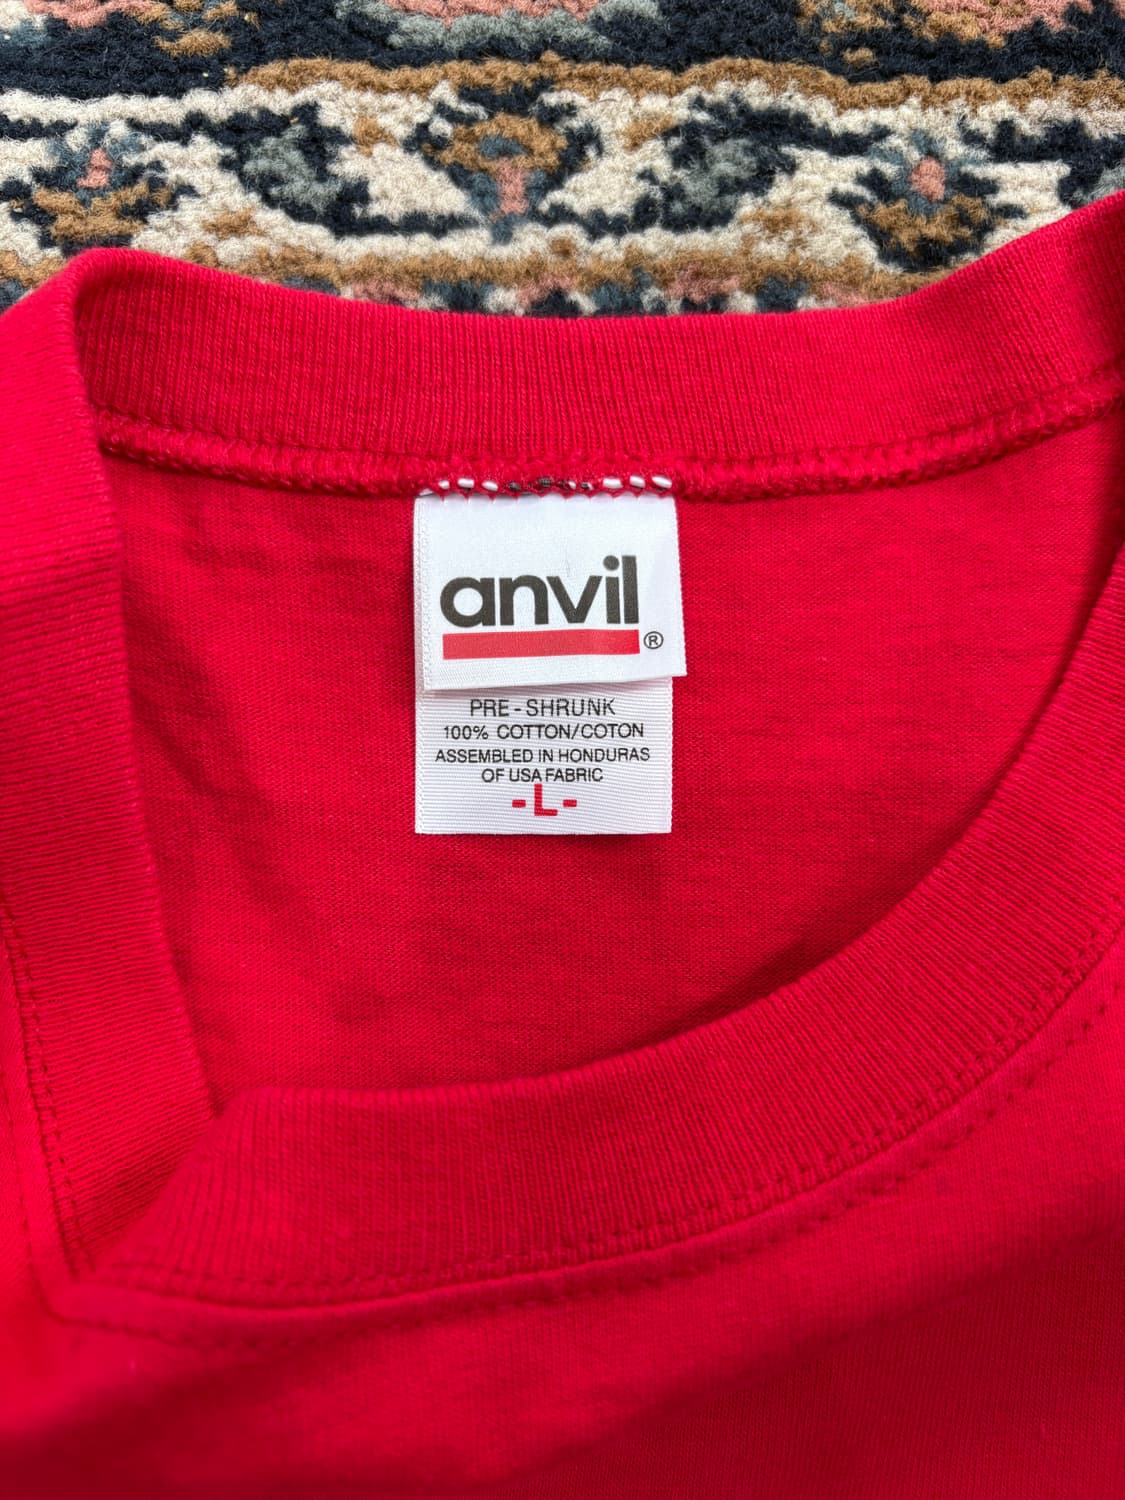 anvil
®
PRE-SHRUNK
100% COTTON/COTON
ASSEMBLED IN HONDURAS
OF USA FABRIC
-L-